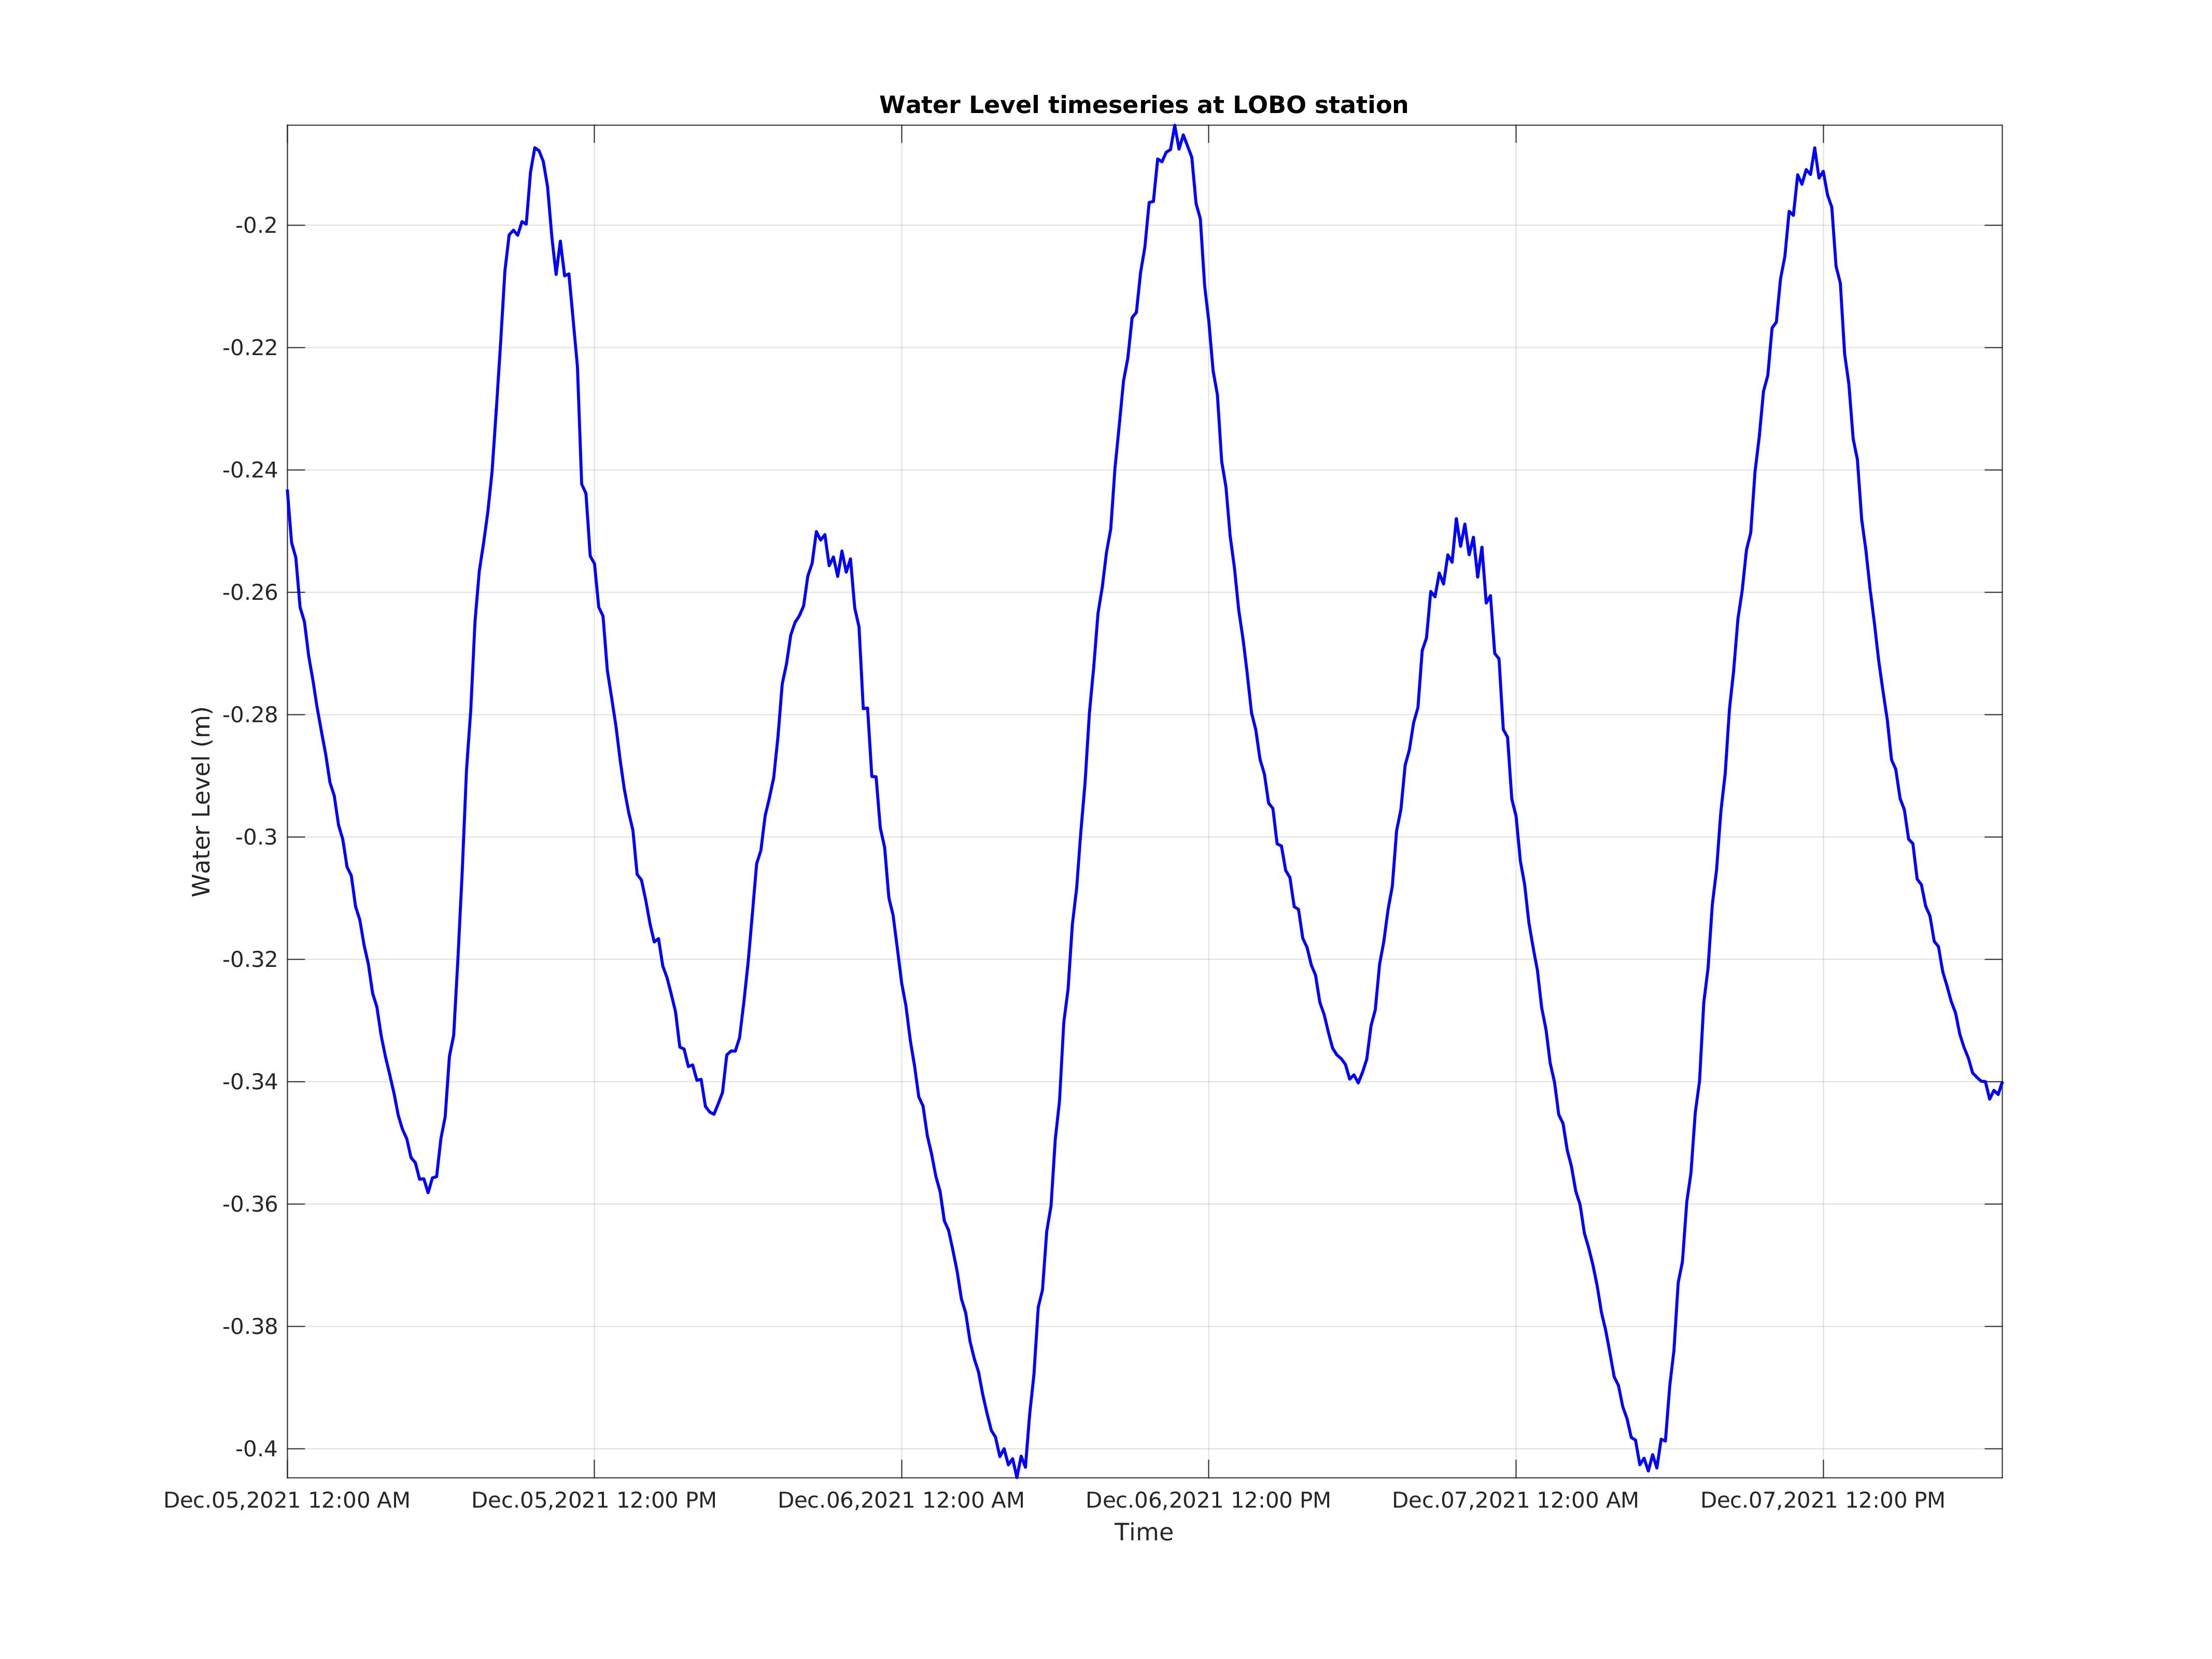 Water Level timeseries at LOBO station
-0.2
-0.22
-0.24
-0.26
-0.28
-0.3
-0.32
-0.34
-0.36
-0.38
-0.4
Water Level (m)
Dec.05,2021 12:00 AM
Dec.05,2021 12:00 PM
Dec.06,2021 12:00 AM
Dec.06,2021 12:00 PM
Dec.07,2021 12:00 AM
Dec.07,2021 12:00 PM
Time